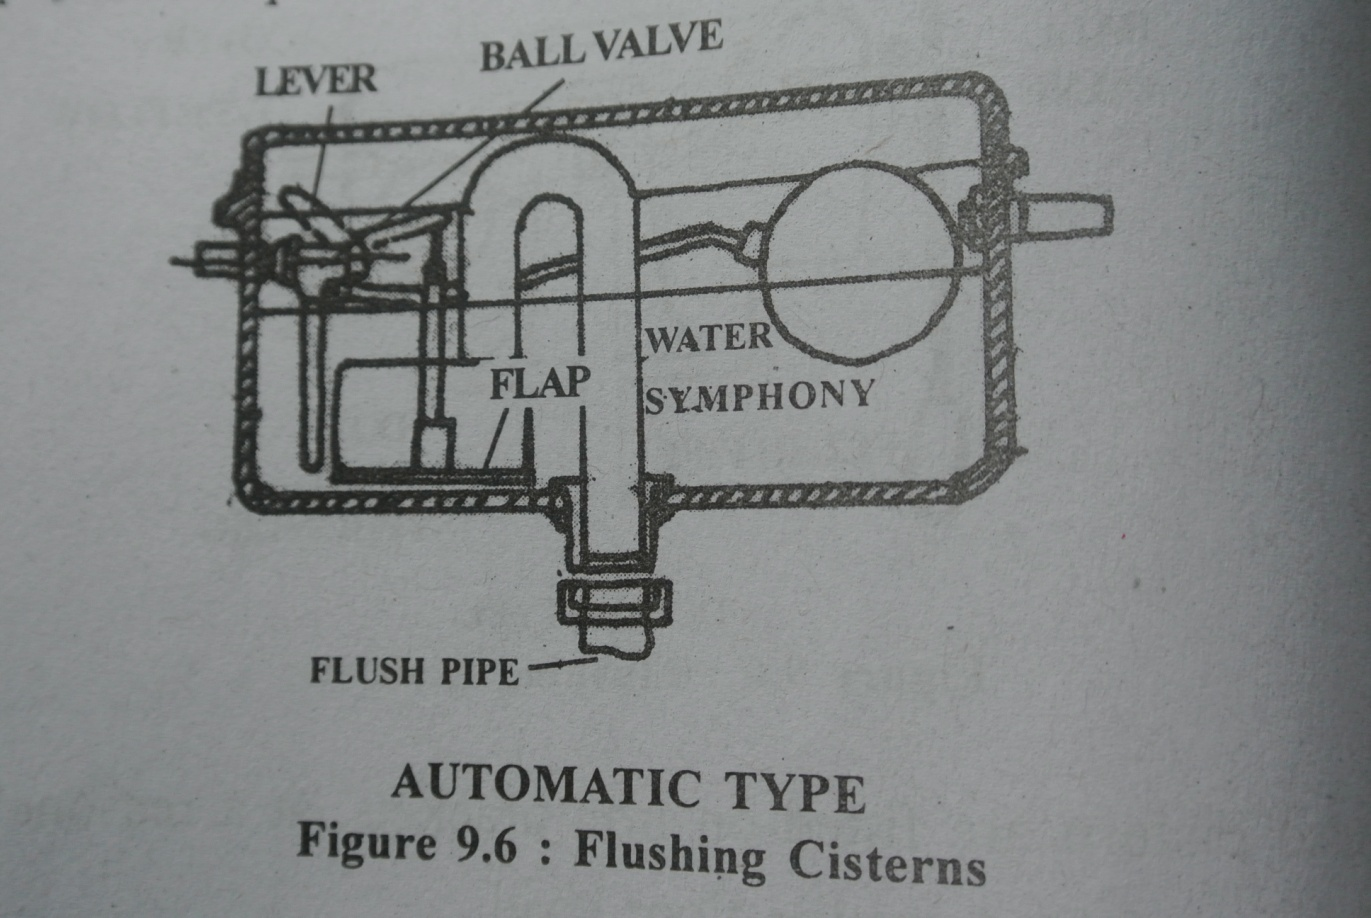 LEVER
BALL VALVE
WATER
SYMPHONY
FLAP
FLUSH PIPE
AUTOMATIC TYPE
Figure 9.6 : Flushing Cisterns